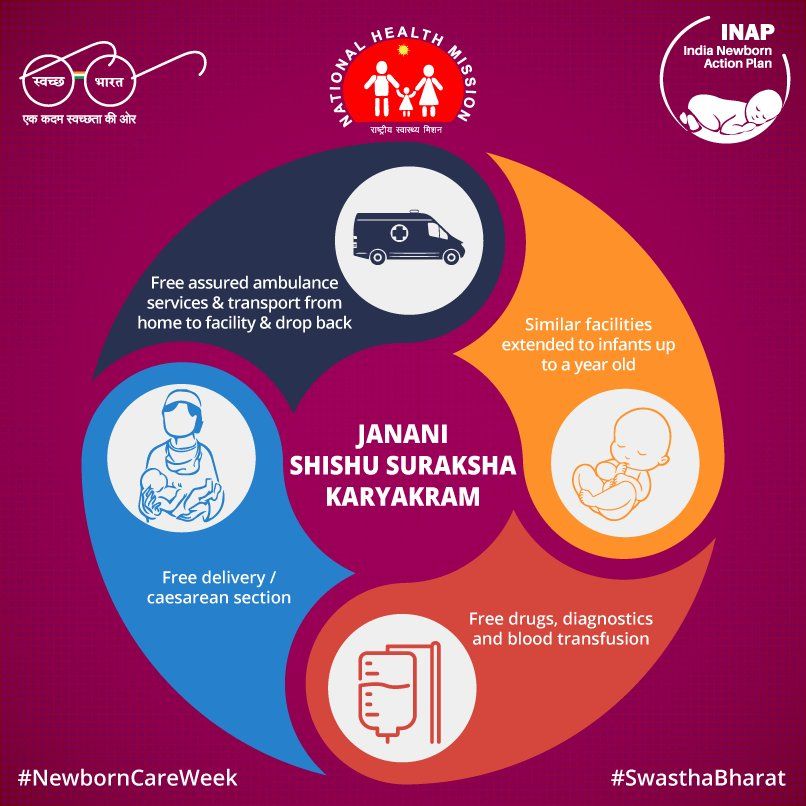 स्वच्छ भारत
एक कदम स्वच्छता की ओर
NATIONAL HEALTH MISSION
राष्ट्रीय स्वास्थ्य मिशन
INAP
India Newborn
Action Plan
Free assured ambulance
services & transport from
home to facility & drop back
Similar facilities
extended to infants up
to a year old
JANANI
SHISHU SURAKSHA
KARYAKRAM
Free delivery /
caesarean section
Free drugs, diagnostics
and blood transfusion
#NewbornCareWeek
#SwasthaBharat